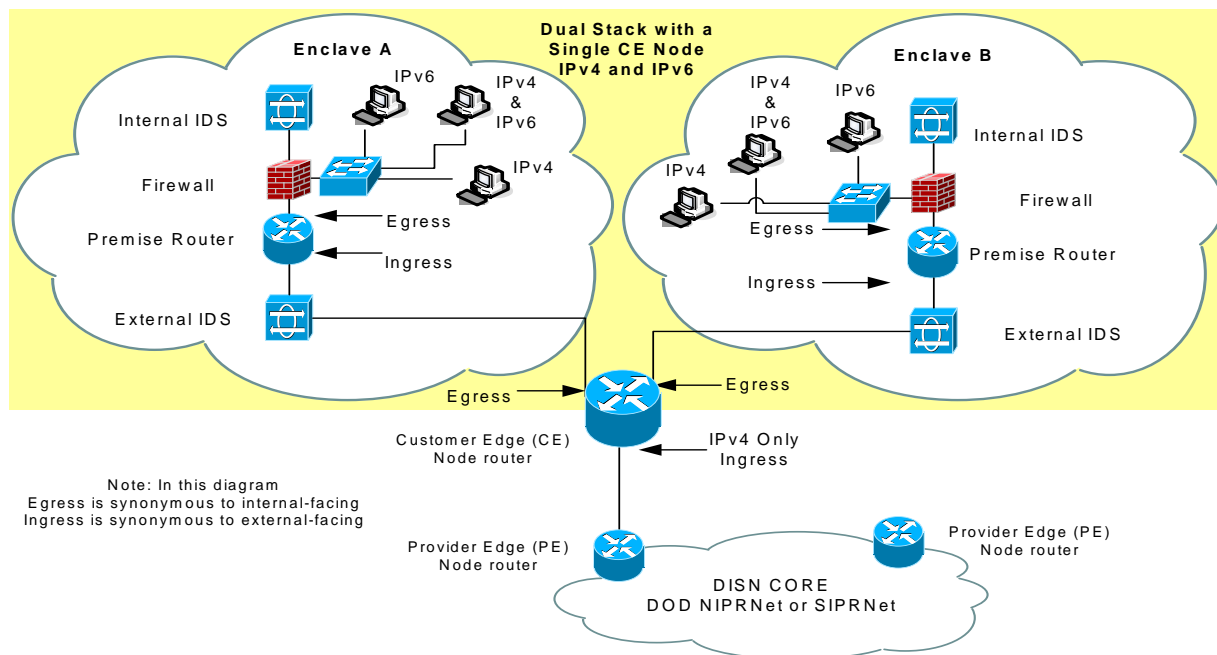 Dual Stack with a
Single CE Node
IPv4 and IPv6
Enclave A
IPv6
IPv4
&
IPv6
Internal IDS
IPv4
Firewall
Egress
Premise Router
Ingress
External IDS
Enclave B
IPv4
&
IPv6
IPv6
Internal IDS
IPv4
Firewall
Egress
Premise Router
Ingress
External IDS
Egress
Egress
Customer Edge (CE)
Node router
IPv4 Only
Ingress
Note: In this diagram
Egress is synonymous to internal-facing
Ingress is synonymous to external-facing
Provider Edge (PE)
Node router
Provider Edge (PE)
Node router
DISN CORE
DOD NIPRNet or SIPRNet